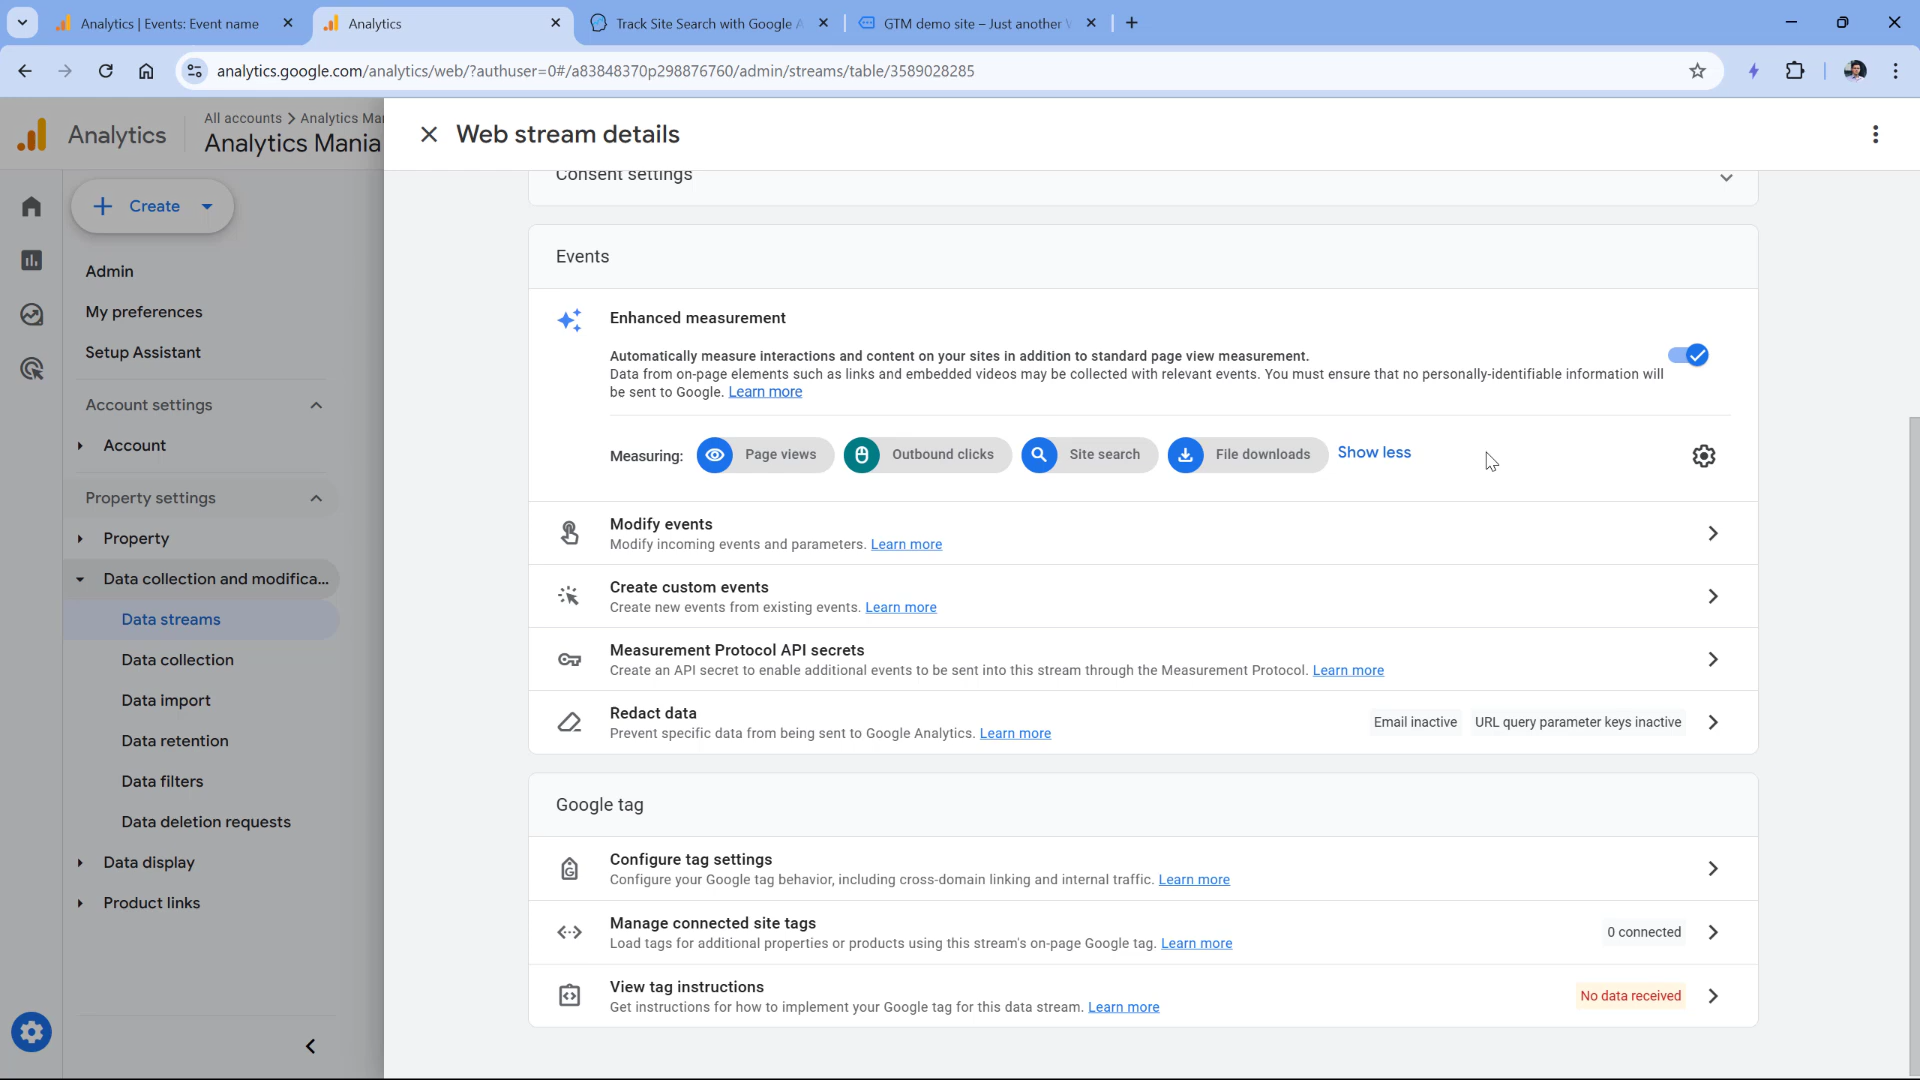 Analytics | Events: Event name
Analytics
Track Site Search with Google A
GTM demo site – Just another
analytics.google.com/analytics/web/?authuser=0#/a83848370p298876760/admin/streams/table/3589028285
Analytics
All accounts > Analytics Ma
Analytics Mania
Web stream details
Create
Admin
My preferences
Setup Assistant
Account settings
Account
Property settings
Property
Data collection and modifica...
Data streams
Data collection
Data import
Data retention
Data filters
Data deletion requests
Data display
Product links
Consent settings
Events
Enhanced measurement
Automatically measure interactions and content on your sites in addition to standard page view measurement.
Data from on-page elements such as links and embedded videos may be collected with relevant events. You must ensure that no personally-identifiable information will
be sent to Google. Learn more
Measuring: Page views Outbound clicks Site search File downloads Show less
Modify events
Modify incoming events and parameters. Learn more
Create custom events
Create new events from existing events. Learn more
Measurement Protocol API secrets
Create an API secret to enable additional events to be sent into this stream through the Measurement Protocol. Learn more
Redact data
Prevent specific data from being sent to Google Analytics. Learn more
Email inactive URL query parameter keys inactive
Google tag
Configure tag settings
Configure your Google tag behavior, including cross-domain linking and internal traffic. Learn more
Manage connected site tags
Load tags for additional properties or products using this stream's on-page Google tag. Learn more
0 connected
View tag instructions
Get instructions for how to implement your Google tag for this data stream. Learn more
No data received